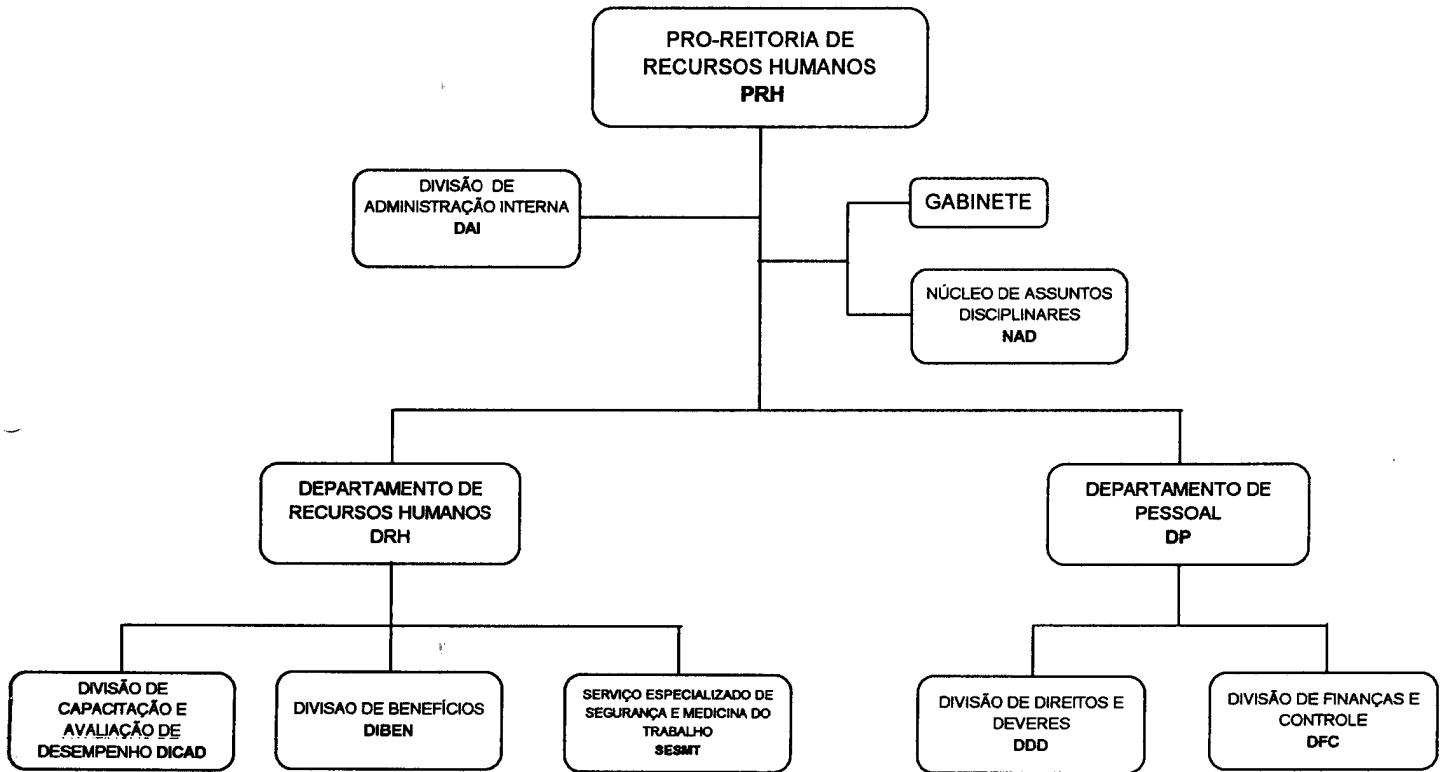 PRO-REITORIA DE
RECURSOS HUMANOS
PRH
DIVISÃO DE
ADMINISTRAÇÃO INTERNA
DAI
GABINETE
NÚCLEO DE ASSUNTOS
DISCIPLINARES
NAD
DEPARTAMENTO DE
RECURSOS HUMANOS
DRH
DEPARTAMENTO DE
PESSOAL
DP
DIVISÃO DE
CAPACITAÇÃO E
AVALIAÇÃO DE
DESEMPENHO DICAD
DIVISAO DE BENEFÍCIOS
DIBEN
SERVIÇO ESPECIALIZADO DE
SEGURANÇA E MEDICINA DO
TRABALHO
SESMT
DIVISÃO DE DIREITOS E
DEVERES
DDD
DIVISÃO DE FINANÇAS E
CONTROLE
DFC